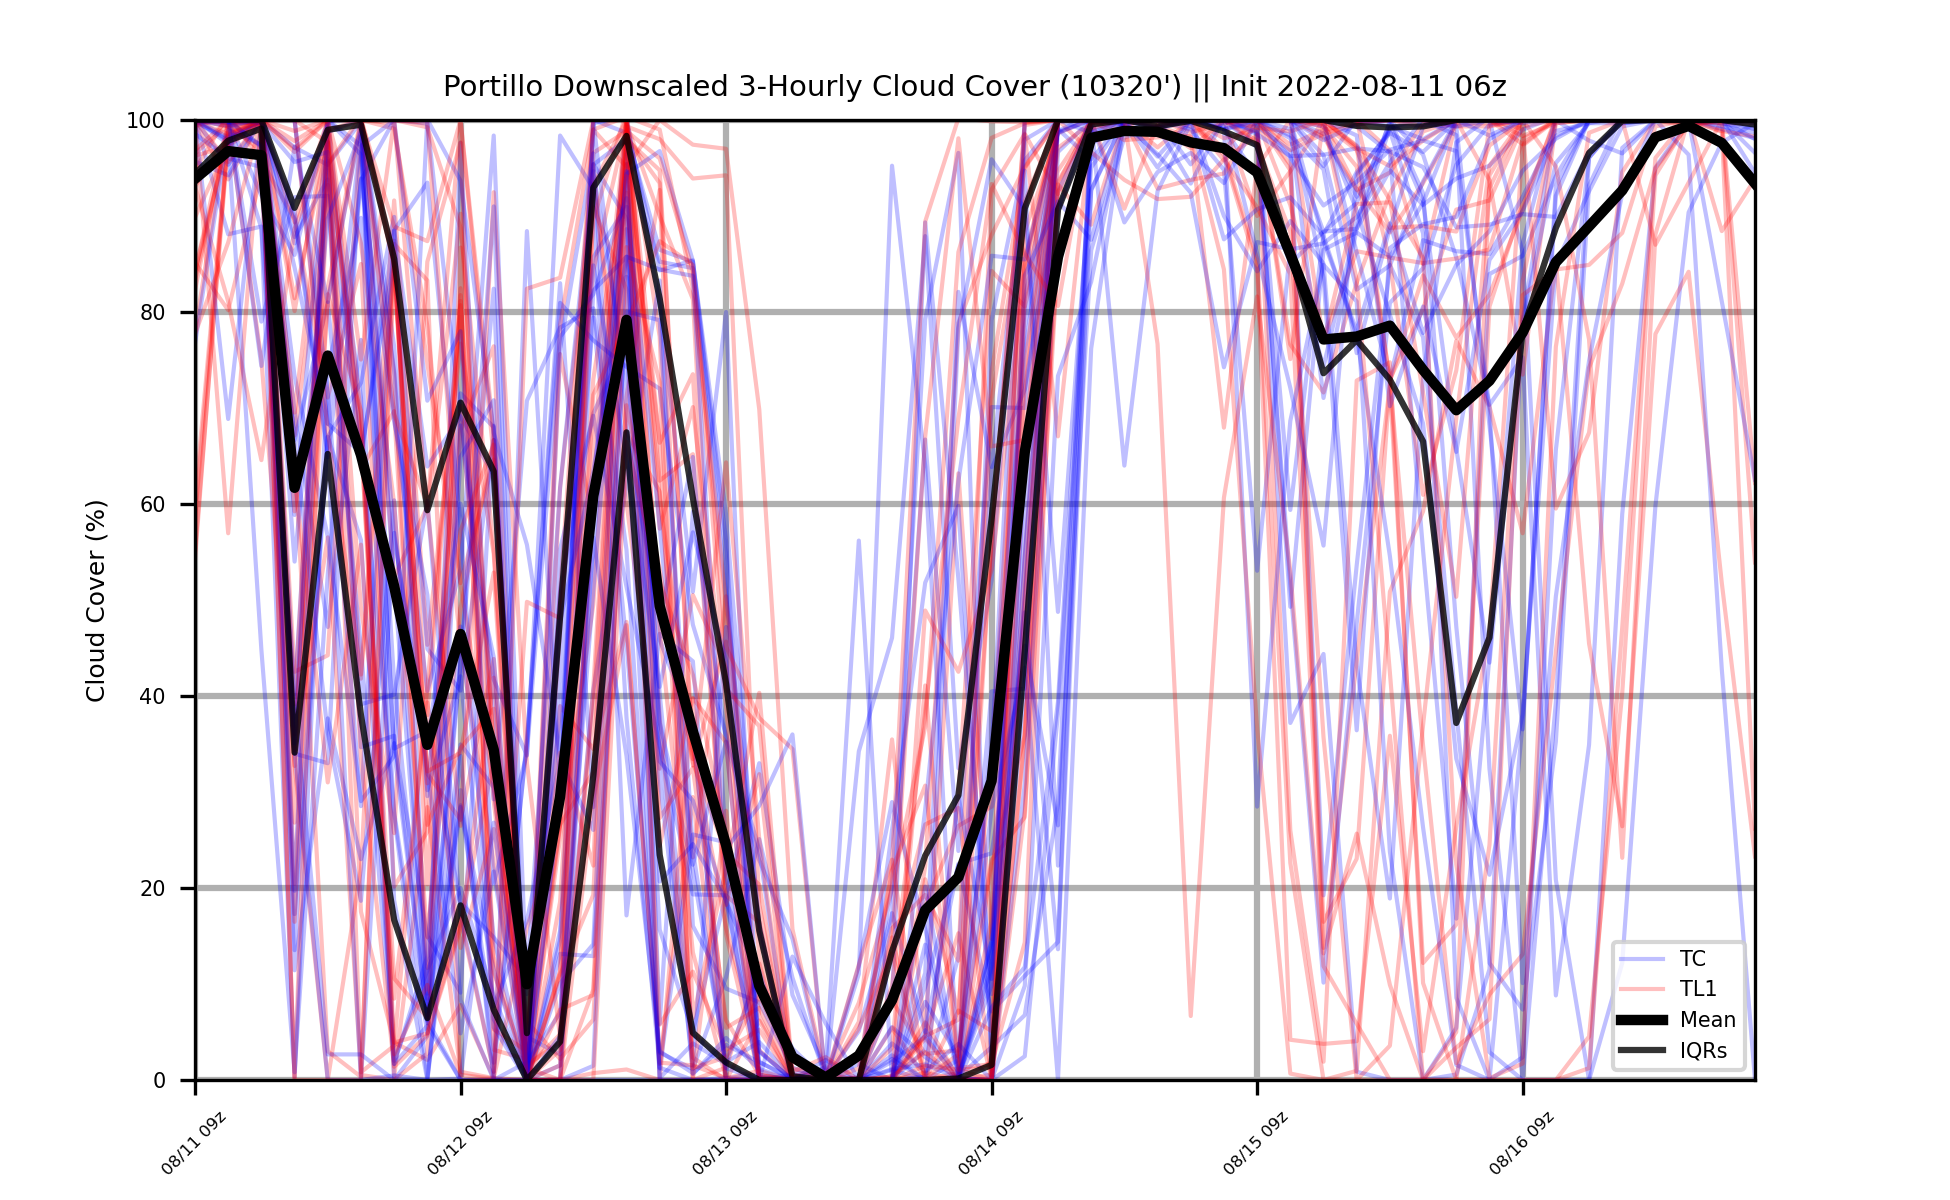 Portillo Downscaled 3-Hourly Cloud Cover (10320') || Init 2022-08-11 06z
Cloud Cover (%)
100
80
60
40
20
0
08/11 09z
08/12 09z
08/13 09z
08/14 09z
08/15 09z
08/16 09z
TC
TL1
Mean
IQRs